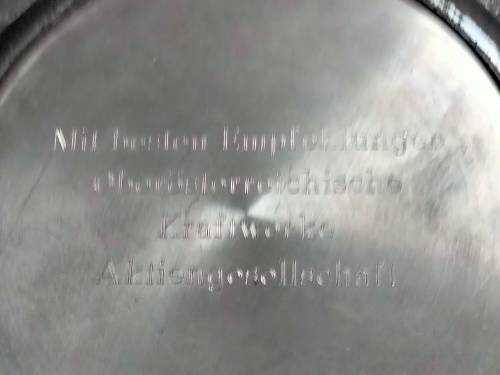 Mit besten Empfehlungen
Oberösterreichische
Kraftwerke
Aktiengesellschaft